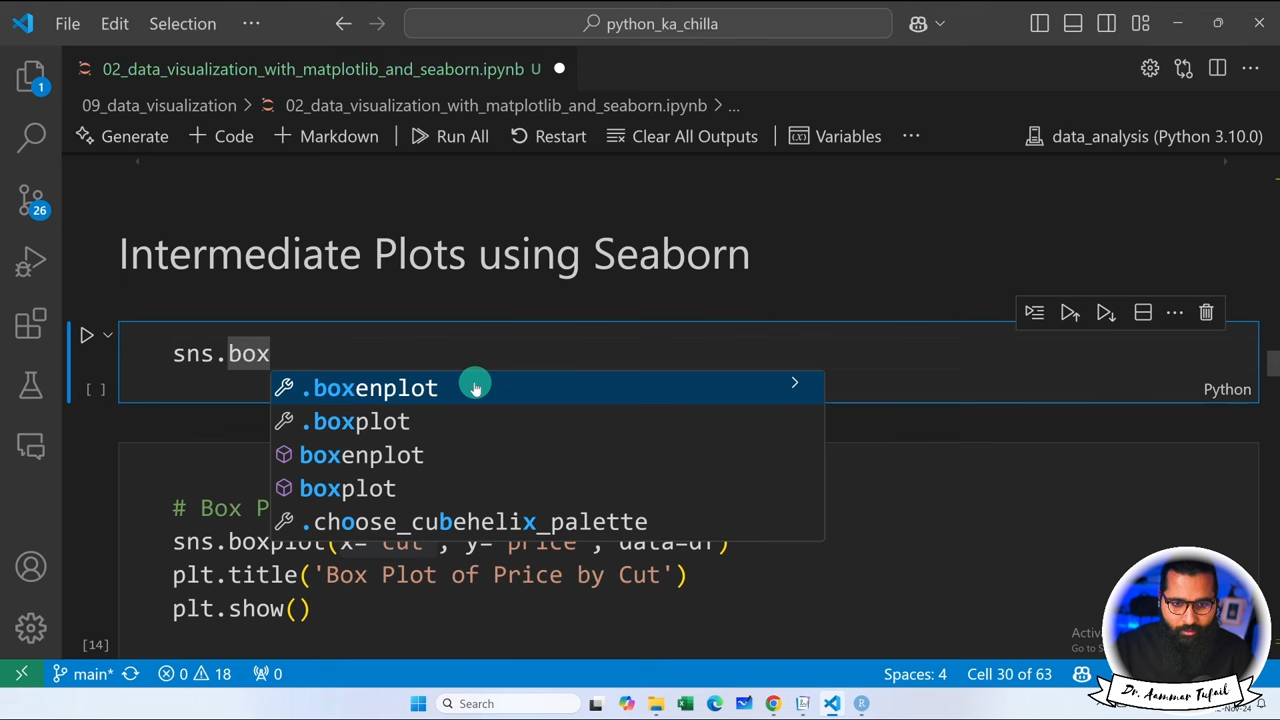 File Edit Selection ··· python_ka_chilla
02_data_visualization_with_matplotlib_and_seaborn.ipynb U
1
09_data_visualization > 02_data_visualization_with_matplotlib_and_seaborn.ipynb > ...
Generate + Code + Markdown Run All Restart Clear All Outputs Variables ··· data_analysis (Python 3.10.0)
26
Intermediate Plots using Seaborn
sns.box
.boxenplot
[ ] Python
.boxplot
boxenplot
boxplot
.choose_cubehelix_palette
# Box P
sns.boxplot(x='cut', y='price', data=df)
plt.title('Box Plot of Price by Cut')
plt.show()
[14]
main* 0 18 0 Spaces: 4 Cell 30 of 63
Dr. Aammar Tufail
Search